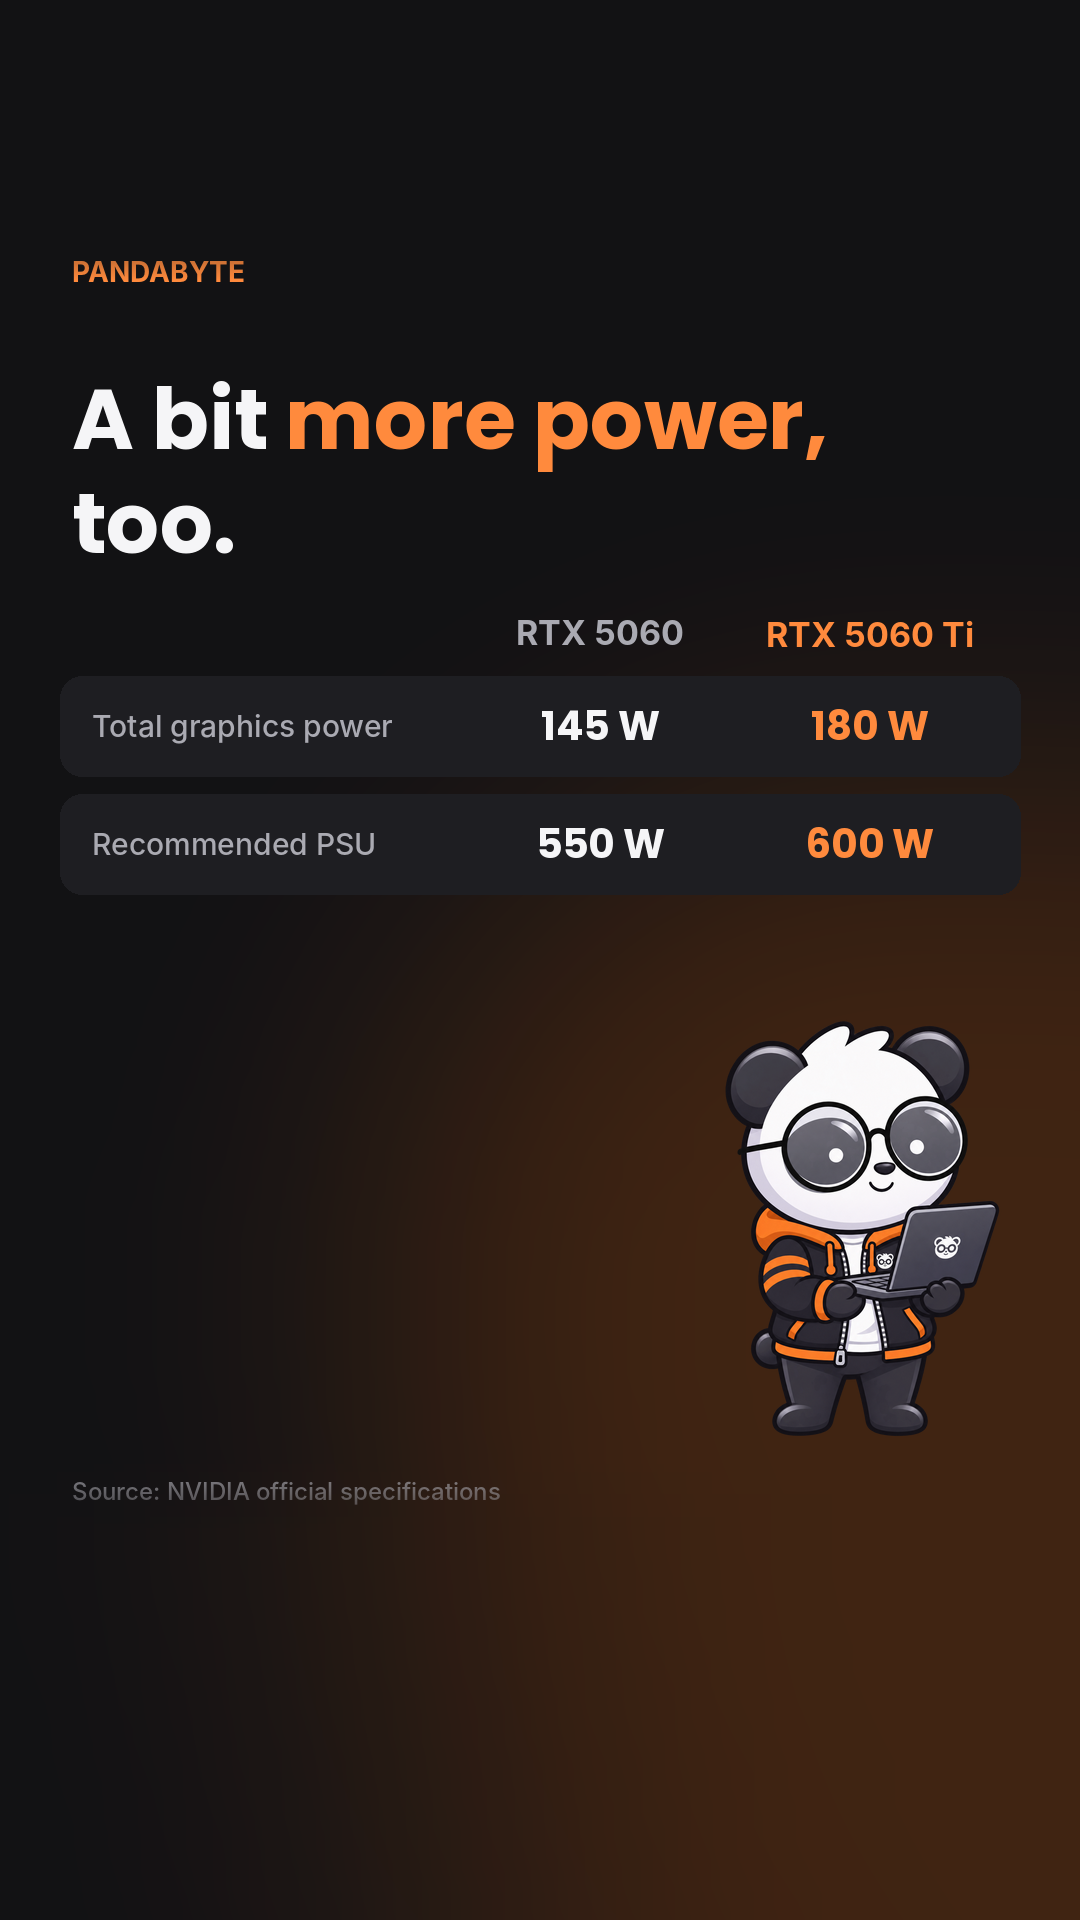 PANDABYTE
A bit more power,
too.
RTX 5060 RTX 5060 Ti
Total graphics power 145 W 180 W
Recommended PSU 550 W 600 W
Source: NVIDIA official specifications